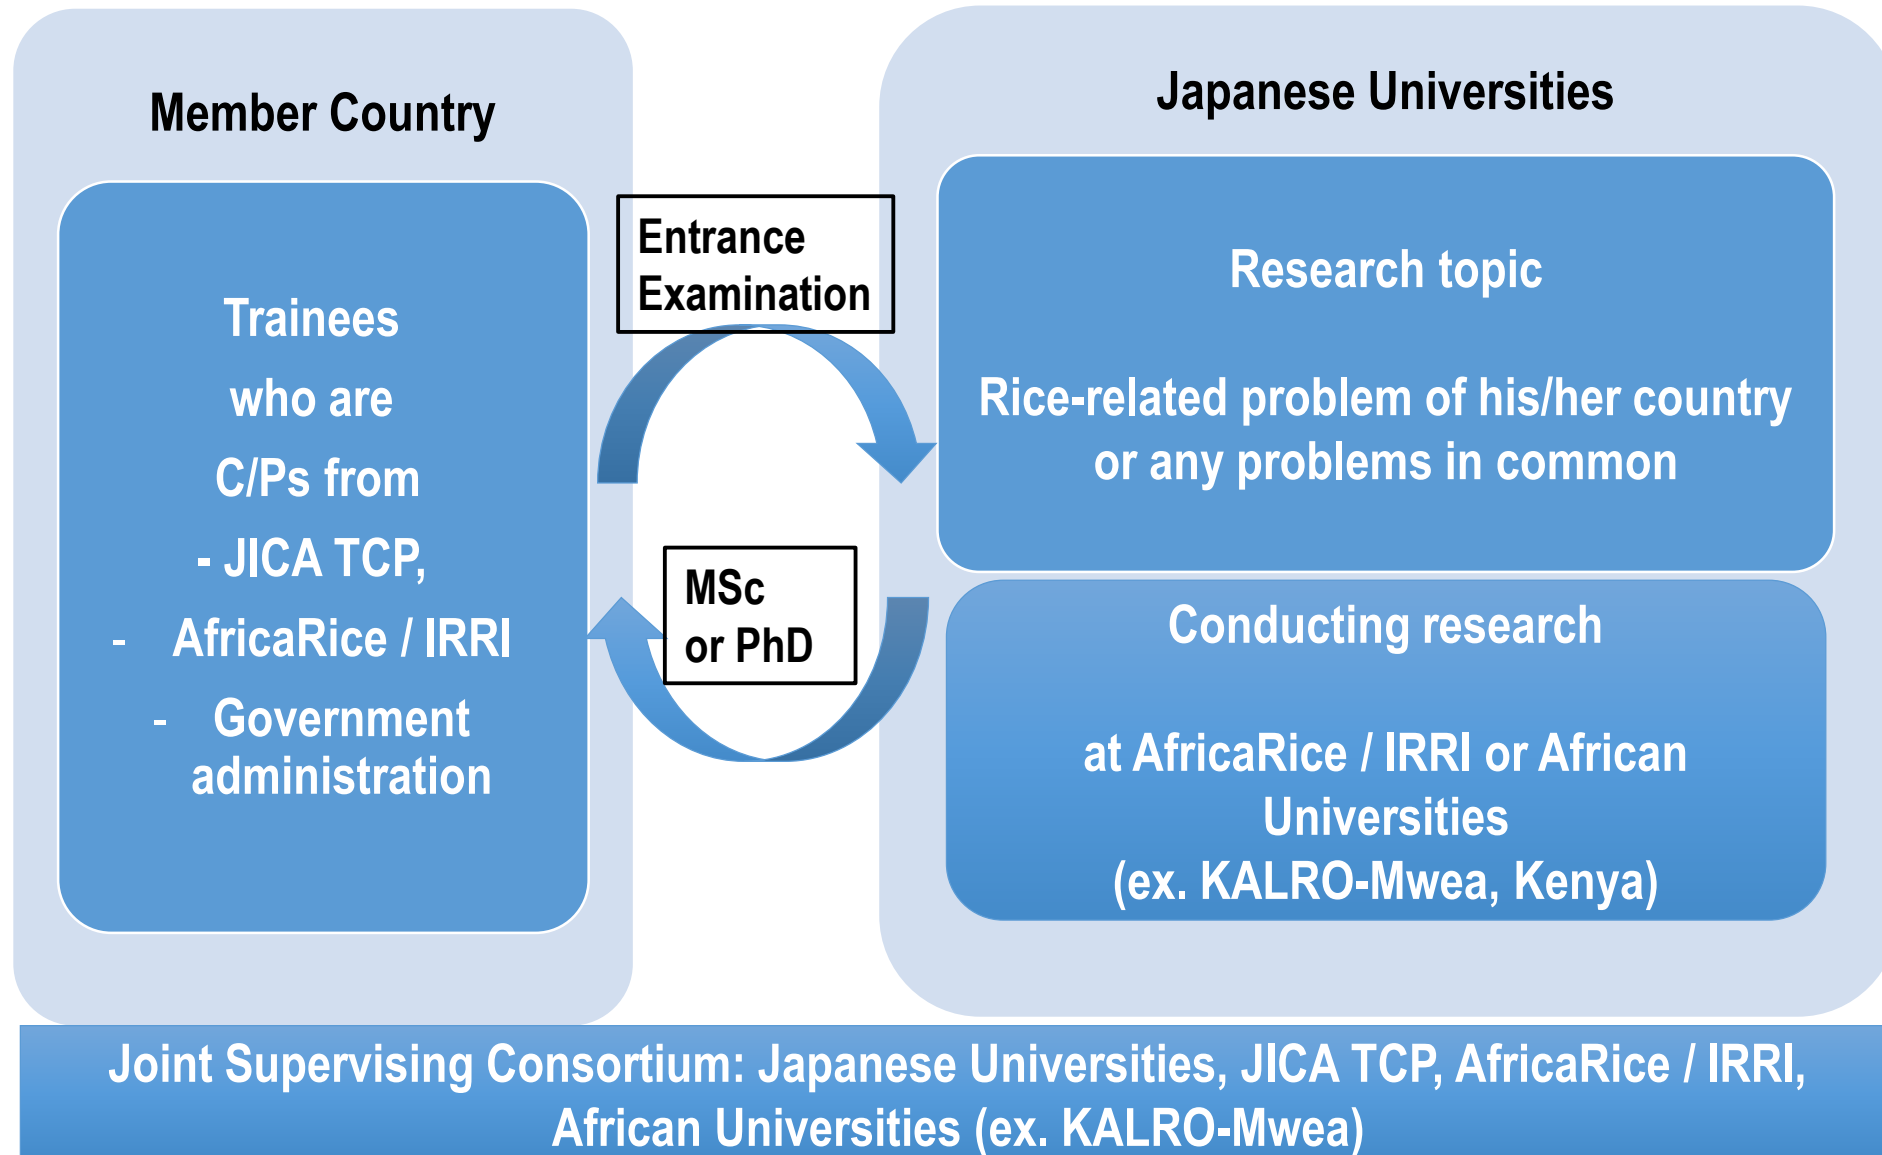 Member Country
Trainees
who are
C/Ps from
- JICA TCP,
- AfricaRice / IRRI
- Government
administration
Entrance
Examination
MSc
or PhD
Japanese Universities
Research topic
Rice-related problem of his/her country
or any problems in common
Conducting research
at AfricaRice / IRRI or African
Universities
(ex. KALRO-Mwea, Kenya)
Joint Supervising Consortium: Japanese Universities, JICA TCP, AfricaRice / IRRI,
African Universities (ex. KALRO-Mwea)